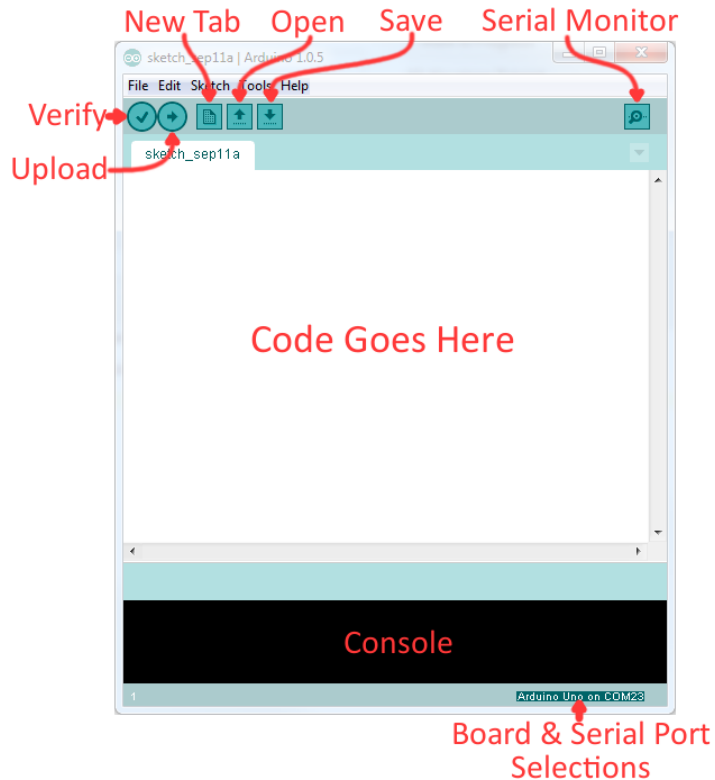 New Tab Open Save Serial Monitor
sketch_sep11a | Arduino 1.0.5
File Edit Sketch Tools Help
Verify
Upload
sketch_sep11a
Code Goes Here
Console
1
Arduino Uno on COM23
Board & Serial Port
Selections